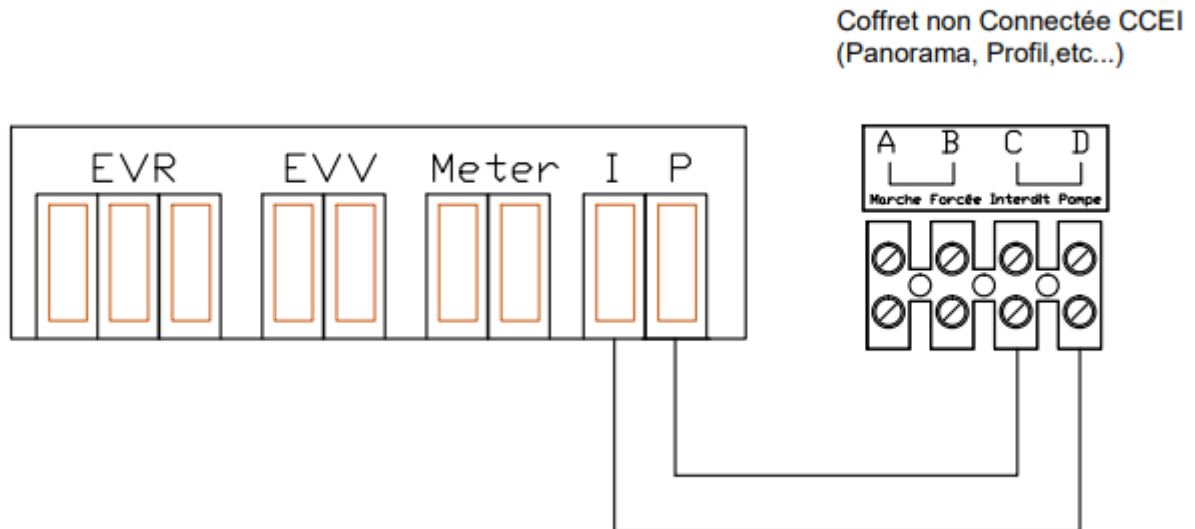 Coffret non Connectée CCEI
(Panorama, Profil,etc...)
EVR EVV Meter I P
A B C D
Marche Forcée Interdit Pompe